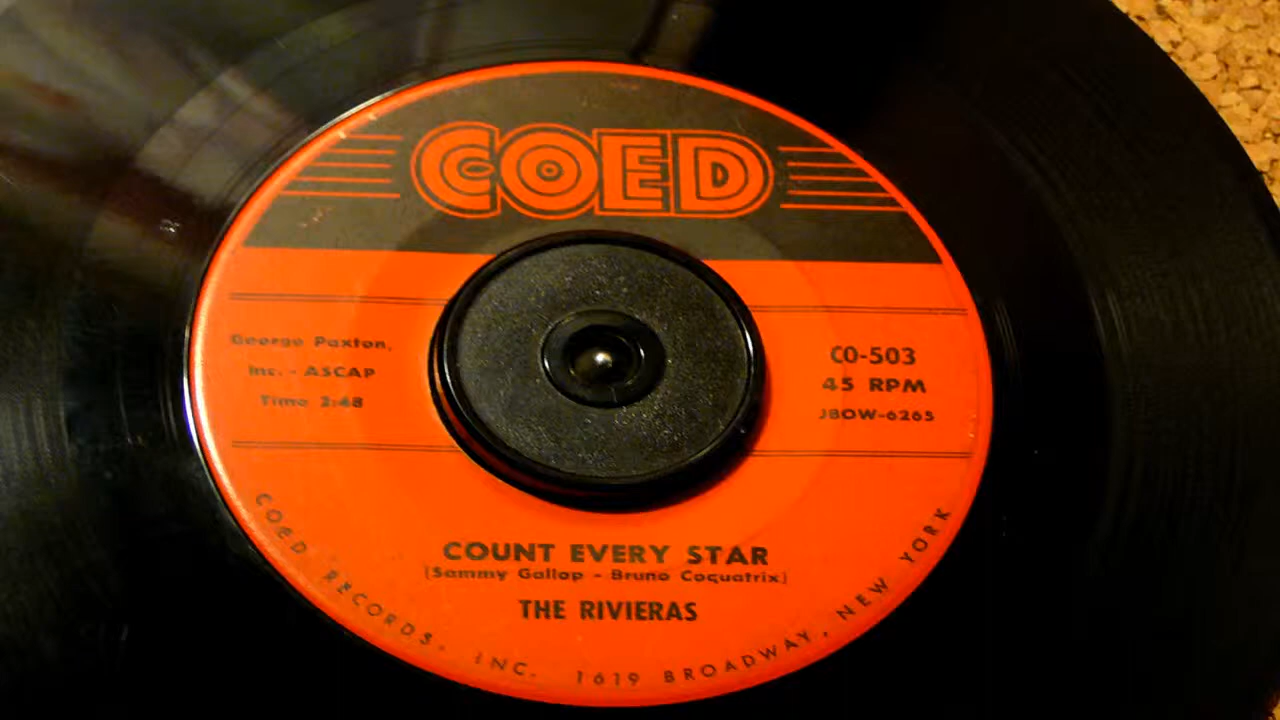 COED
George Paxton,
Inc. - ASCAP
Time 2:48
CO-503
45 RPM
JBOW-6265
COUNT EVERY STAR
(Sammy Gallop - Bruno Coquatrix)
THE RIVIERAS
COED RECORDS, INC. 1619 BROADWAY, NEW YORK